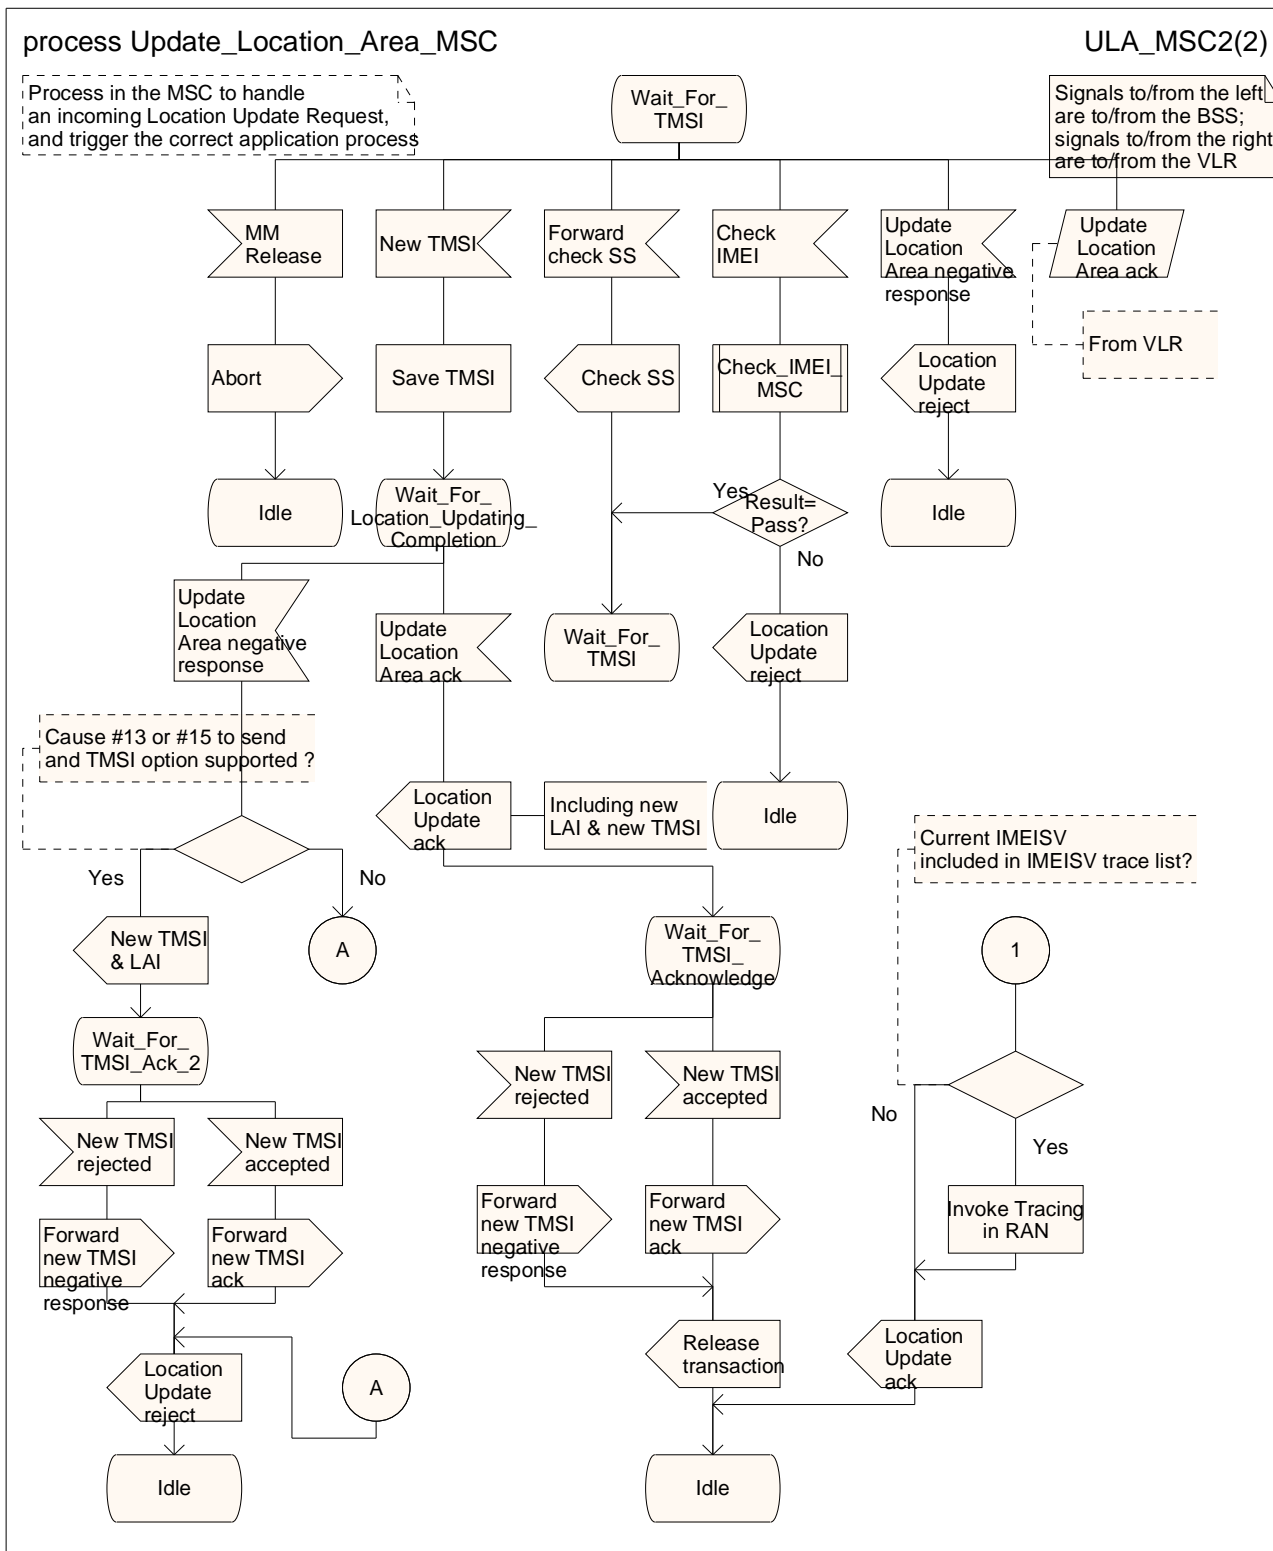 process Update_Location_Area_MSC
ULA_MSC2(2)
Process in the MSC to handle
an incoming Location Update Request,
and trigger the correct application process
Wait_For_
TMSI
Signals to/from the left
are to/from the BSS;
signals to/from the right
are to/from the VLR
MM
Release
New TMSI
Forward
check SS
Check
IMEI
Update
Location
Area negative
response
Update
Location
Area ack
From VLR
Abort
Save TMSI
Check SS
Check_IMEI_
MSC
Location
Update
reject
Idle
Wait_For_
Location_Updating_
Completion
Yes
Result=
Pass?
No
Idle
Update
Location
Area negative
response
Update
Location
Area ack
Wait_For_
TMSI
Location
Update
reject
Cause #13 or #15 to send
and TMSI option supported ?
Location
Update
ack
Including new
LAI & new TMSI
Idle
Current IMEISV
included in IMEISV trace list?
Yes
No
New TMSI
& LAI
A
Wait_For_
TMSI_
Acknowledge
1
Wait_For_
TMSI_Ack_2
New TMSI
rejected
New TMSI
accepted
No
Yes
New TMSI
rejected
New TMSI
accepted
Forward
new TMSI
negative
response
Forward
new TMSI
ack
Invoke Tracing
in RAN
Forward
new TMSI
negative
response
Forward
new TMSI
ack
Release
transaction
Location
Update
ack
Location
Update
reject
A
Idle
Idle